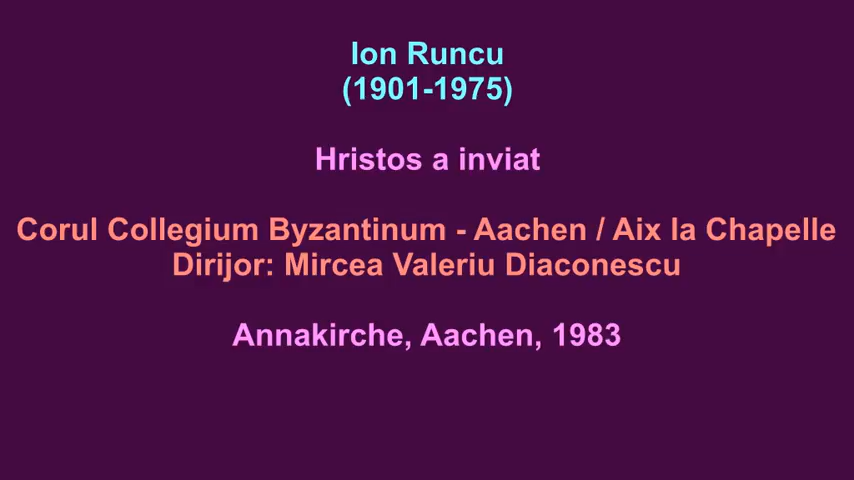 Ion Runcu
(1901-1975)
Hristos a inviat
Corul Collegium Byzantinum - Aachen / Aix la Chapelle
Dirijor: Mircea Valeriu Diaconescu
Annakirche, Aachen, 1983